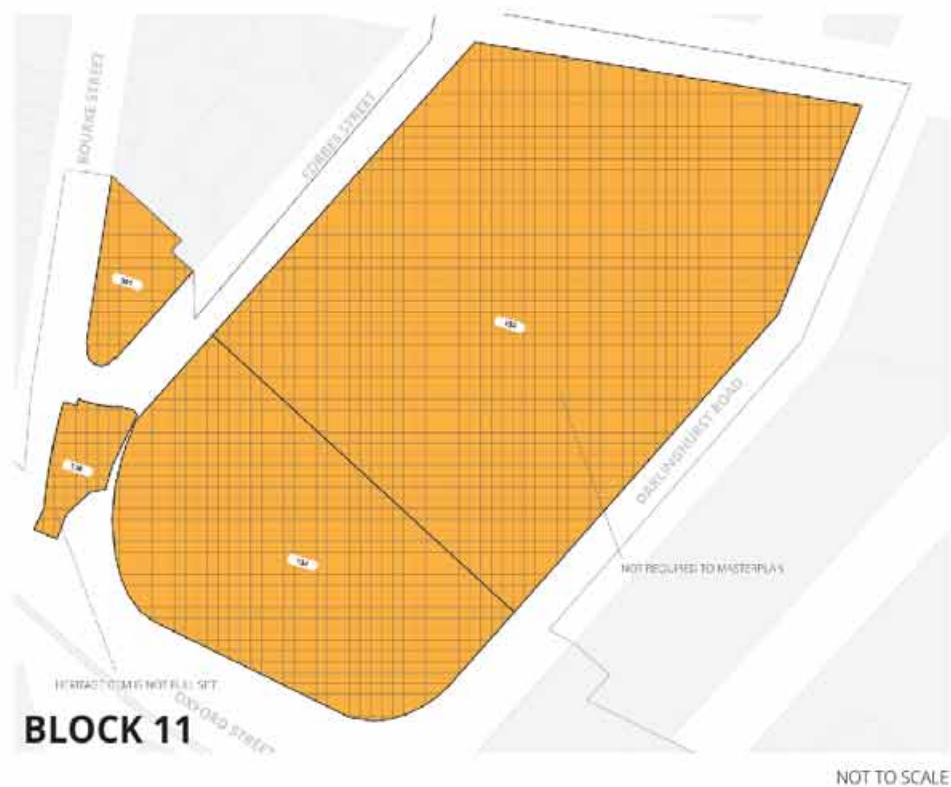 BOURKE STREET
FORBES STREET
DARLINGHURST ROAD
NOT REQUIRED TO MASTERPLAN
HERITAGE ITEM IS NOT FULL SITE
OXFORD STREET
BLOCK 11
NOT TO SCALE